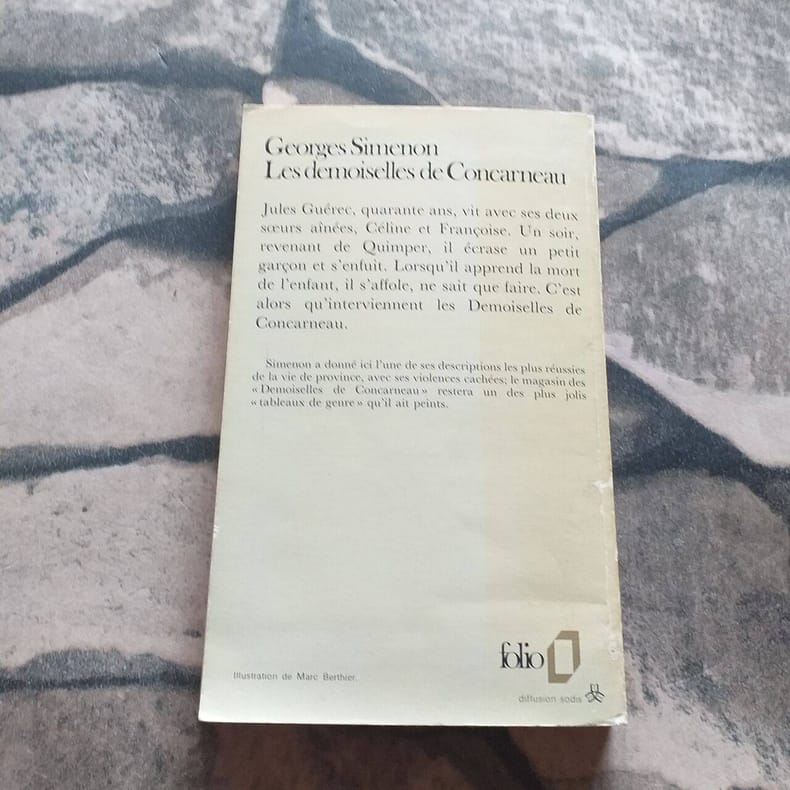 Georges Simenon
Les demoiselles de Concarneau
Jules Guérec, quarante ans, vit avec ses deux
sœurs aînées, Céline et Françoise. Un soir,
revenant de Quimper, il écrase un petit
garçon et s'enfuit. Lorsqu'il apprend la mort
de l'enfant, il s'affole, ne sait que faire. C'est
alors qu'interviennent les Demoiselles de
Concarneau.
Simenon a donné ici l'une de ses descriptions les plus réussies
de la vie de province, avec ses violences cachées; le magasin des
« Demoiselles de Concarneau » restera un des plus jolis
« tableaux de genre » qu'il ait peints.
folio
Illustration de Marc Berthier.
diffusion sodis